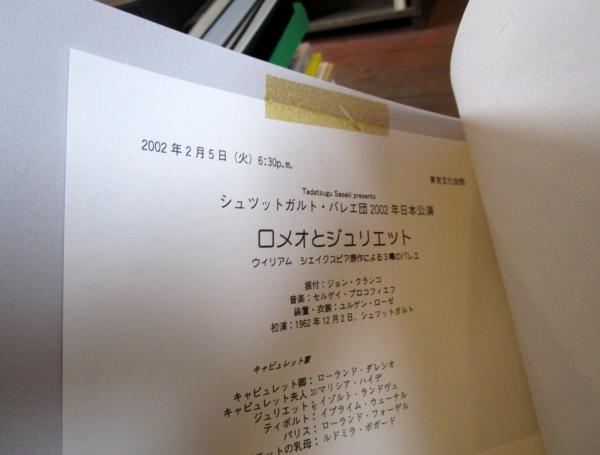 2002年2月5日 (火) 6:30p.m.
東京文化会館
Tadatsugu Sasaki presents
シュツットガルト・バレエ団2002年日本公演
ロメオとジュリエット
ウイリアム シェイクスピア原作による3幕のバレエ
振付：ジョン・クランコ
音楽：セルゲイ・プロコフィエフ
装置・衣裳：ユルゲン・ローゼ
初演：1962年12月2日、シュツットガルト
キャピュレット家
キャピュレット卿：ローランド・ダレシオ
キャピュレット夫人：マリシア・ハイデ
ジュリエット：イゾルト・ランドヴェ
ティボルト：イブライム・ウェーナル
パリス：ローランド・フォーゲル
エットの乳母：ルドミラ・ボガード